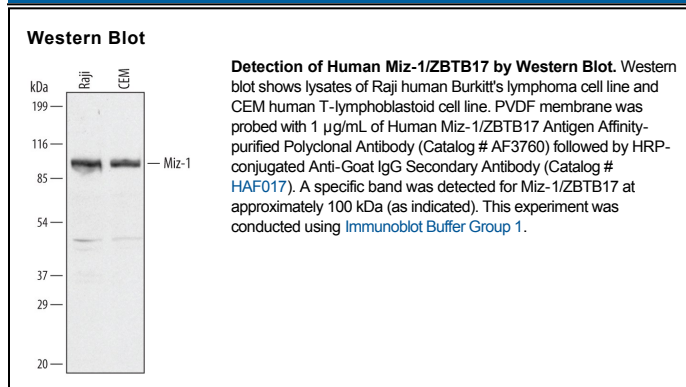 Western Blot
kDa
Raji
CEM
199
116
Miz-1
85
54
37
29
20
Detection of Human Miz-1/ZBTB17 by Western Blot. Western
blot shows lysates of Raji human Burkitt's lymphoma cell line and
CEM human T-lymphoblastoid cell line. PVDF membrane was
probed with 1 µg/mL of Human Miz-1/ZBTB17 Antigen Affinity-
purified Polyclonal Antibody (Catalog # AF3760) followed by HRP-
conjugated Anti-Goat IgG Secondary Antibody (Catalog #
HAF017). A specific band was detected for Miz-1/ZBTB17 at
approximately 100 kDa (as indicated). This experiment was
conducted using Immunoblot Buffer Group 1.